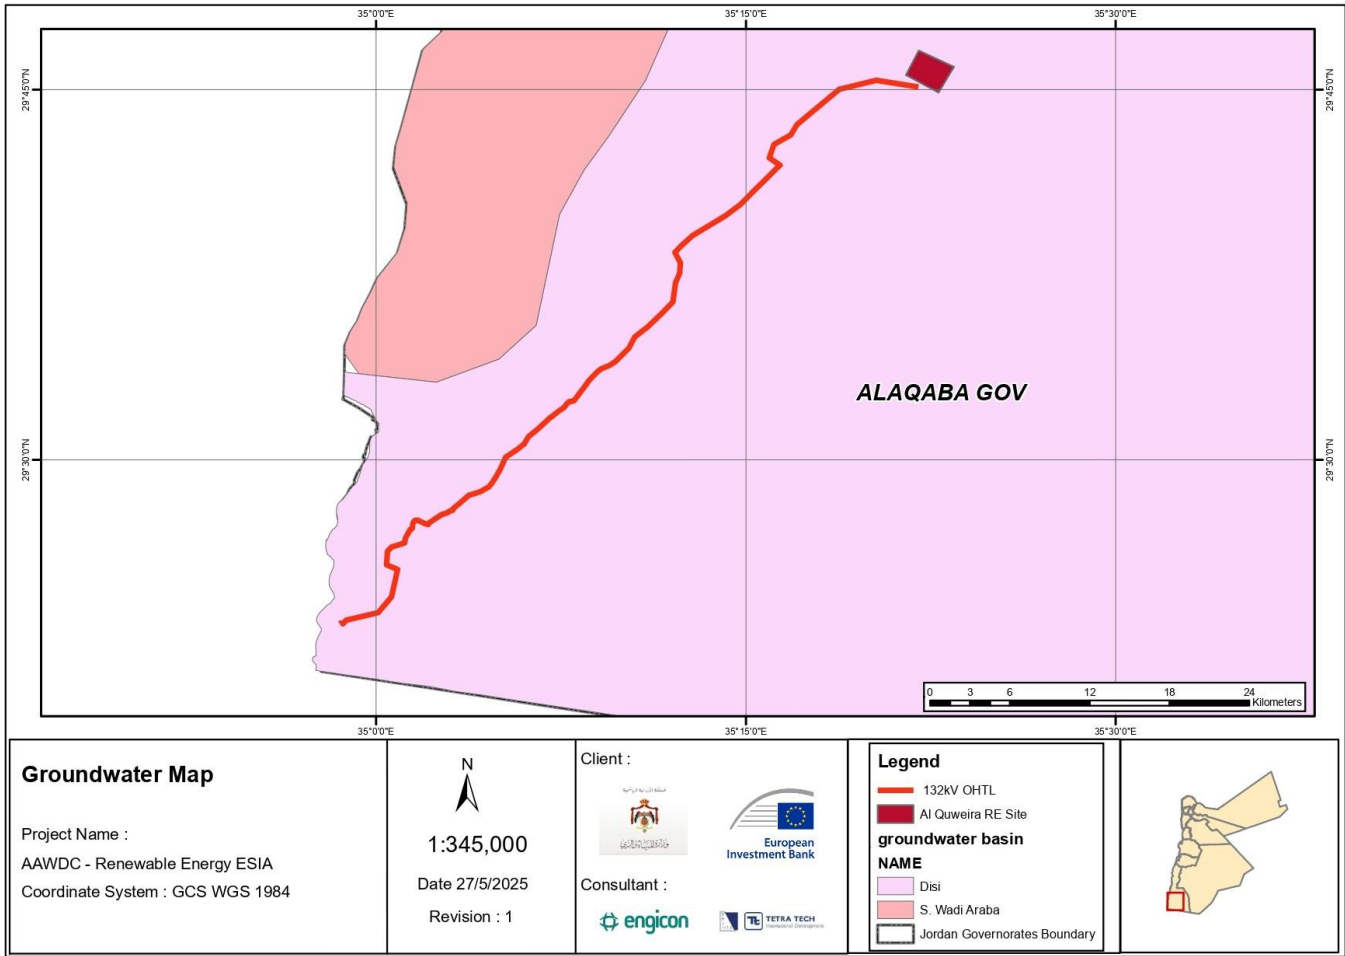 35°0'0"E
35°15'0"E
35°30'0"E
29°45'0"N
29°45'0"N
ALAQABA GOV
29°30'0"N
29°30'0"N
0 3 6 12 18 24
Kilometers
35°0'0"E
35°15'0"E
35°30'0"E
Groundwater Map
Project Name :
AAWDC - Renewable Energy ESIA
Coordinate System : GCS WGS 1984
N
1:345,000
Date 27/5/2025
Revision : 1
Client :
European
Investment Bank
Consultant :
engicon
TETRA TECH
International Development
Legend
132kV OHTL
Al Quweira RE Site
groundwater basin
NAME
Disi
S. Wadi Araba
Jordan Governorates Boundary